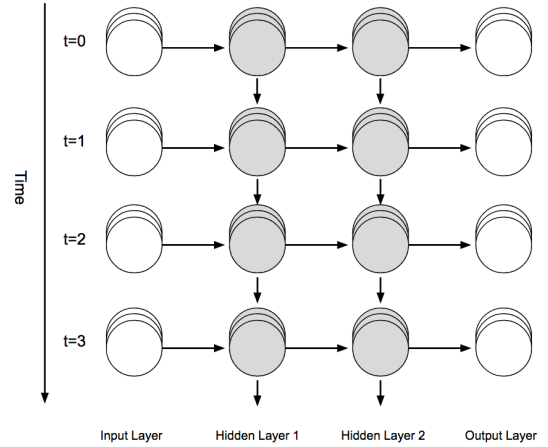 t=0
t=1
Time
t=2
t=3
Input Layer
Hidden Layer 1
Hidden Layer 2
Output Layer